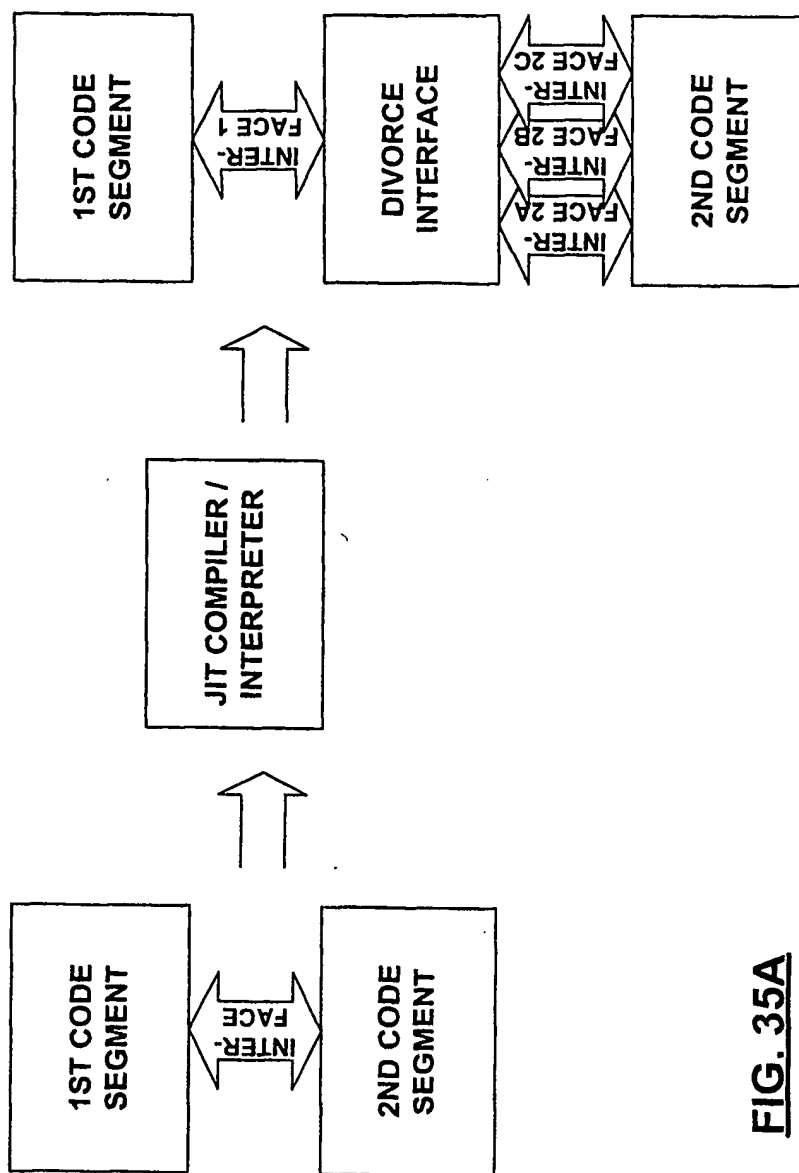 1ST CODE
SEGMENT
INTER-
FACE
2ND CODE
SEGMENT
JIT COMPILER /
INTERPRETER
1ST CODE
SEGMENT
INTER-
FACE 1
DIVORCE
INTERFACE
INTER-
FACE 2A
INTER-
FACE 2B
INTER-
FACE 2C
2ND CODE
SEGMENT
FIG. 35A